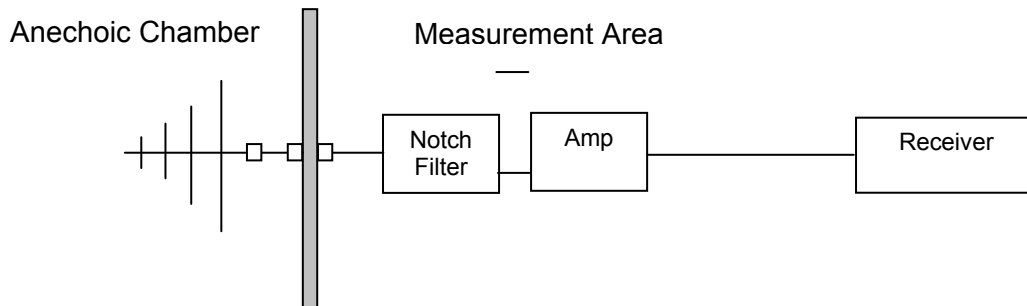 Anechoic Chamber
Measurement Area
Notch
Filter
Amp
Receiver